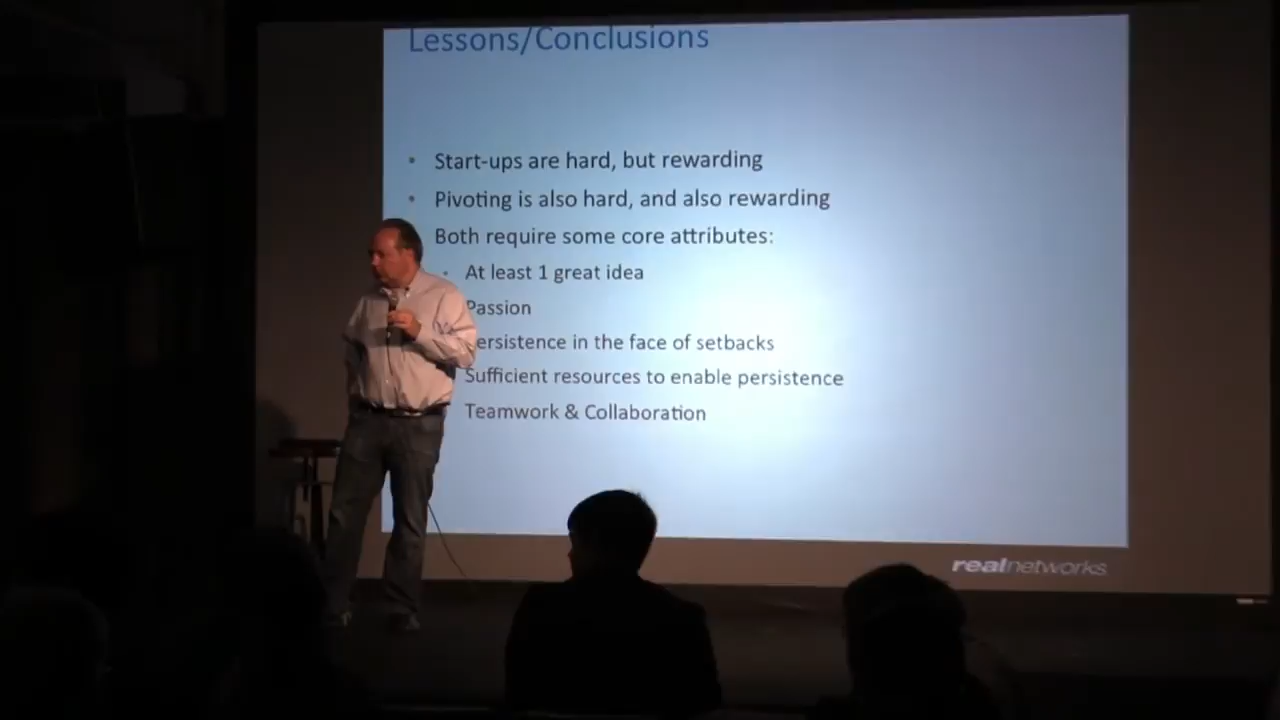 Lessons/Conclusions
• Start-ups are hard, but rewarding
• Pivoting is also hard, and also rewarding
Both require some core attributes:
• At least 1 great idea
Passion
ersistence in the face of setbacks
Sufficient resources to enable persistence
Teamwork & Collaboration
realnetworks